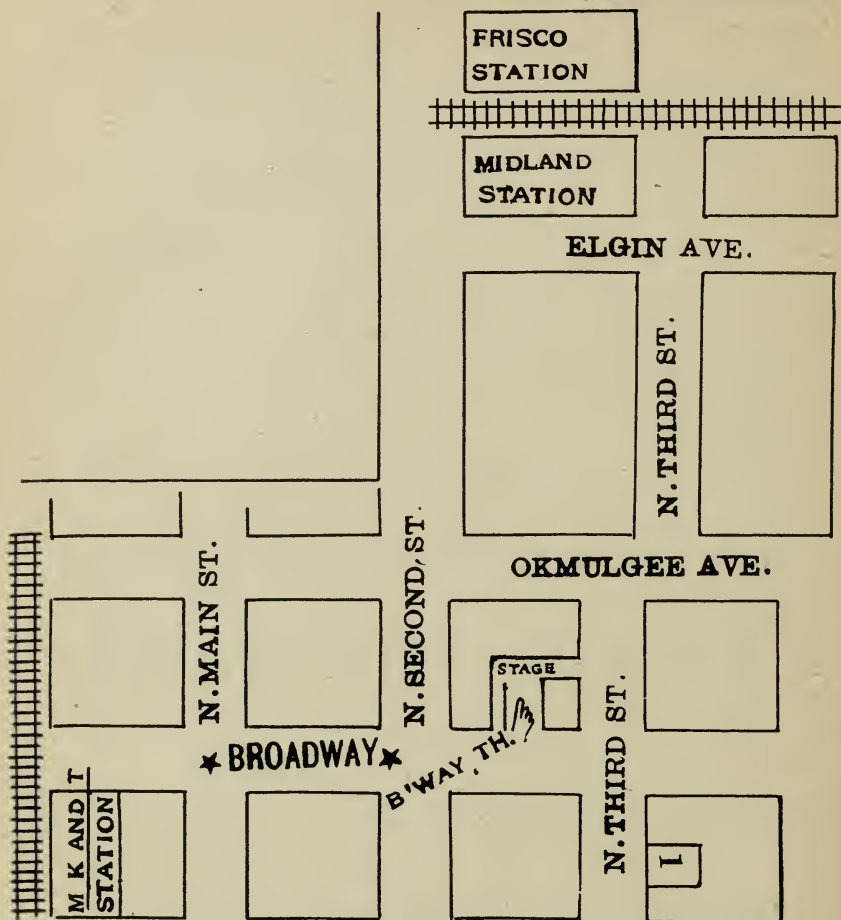 FRISCO
STATION
MIDLAND
STATION
ELGIN AVE.
N. THIRD ST.
OKMULGEE AVE.
N. MAIN ST.
N. SECOND, ST.
STAGE
N. THIRD ST.
★ BROADWAY ★
B'WAY, TH.
M K AND T
STATION
1